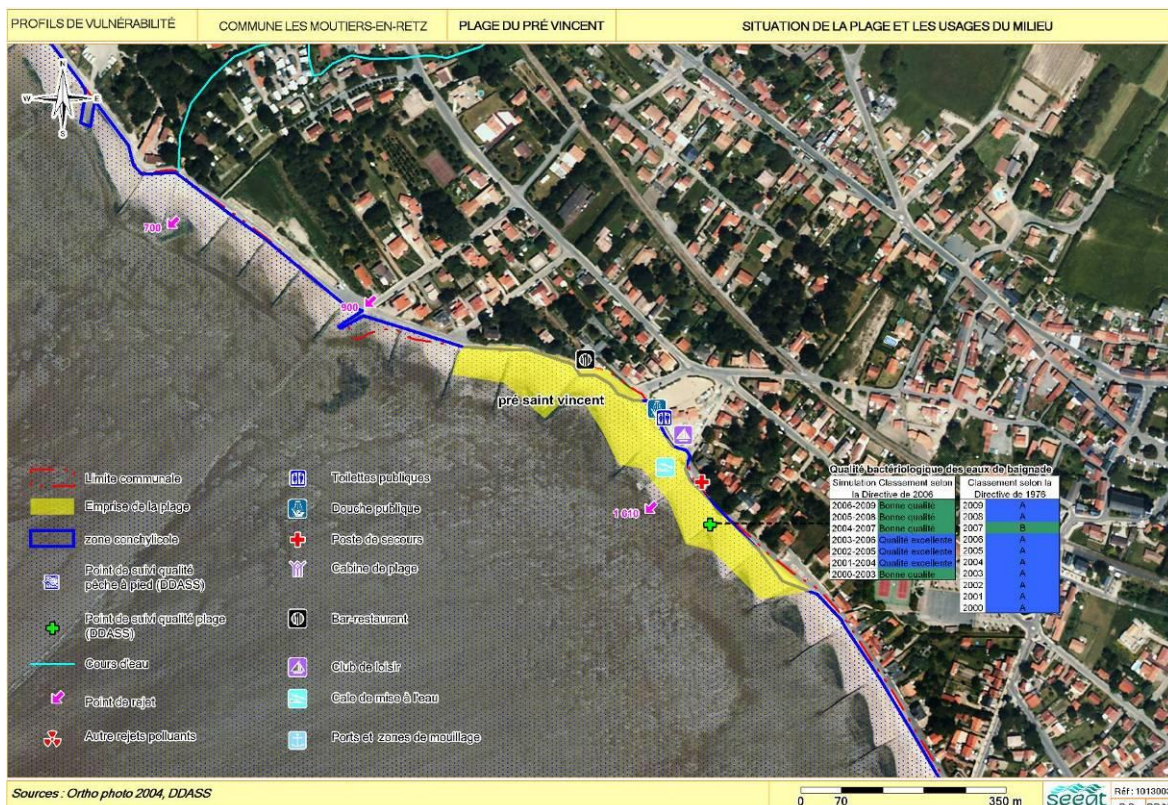 PROFILS DE VULNÉRABILITÉ
COMMUNE LES MOUTIERS-EN-RETZ
PLAGE DU PRÉ VINCENT
SITUATION DE LA PLAGE ET LES USAGES DU MILIEU
N
W E
S
700
900
pré saint vincent
1 010
Limite communale
Emprise de la plage
zone conchylicole
Point de suivi qualité
pêche à pied (DDASS)
Point de suivi qualité plage
(DDASS)
Cours d'eau
Point de rejet
Autre rejets polluants
Toilettes publiques
Douche publique
Poste de secours
Cabine de plage
Bar-restaurant
Club de loisir
Cale de mise à l'eau
Ports et zones de mouillage
Qualité bactériologique des eaux de baignade
Simulation Classement selon
la Directive de 2006
2006-2009 Bonne qualité
2005-2008 Bonne qualité
2004-2007 Bonne qualité
2003-2006 Qualité excellente
2002-2005 Qualité excellente
2001-2004 Qualité excellente
2000-2003 Bonne qualité
Classement selon la
Directive de 1976
2009 A
2008 A
2007 B
2006 A
2005 A
2004 A
2003 A
2002 A
2001 A
2000 A
Sources : Ortho photo 2004, DDASS
0 70 350 m
seeat
Réf: 1013003